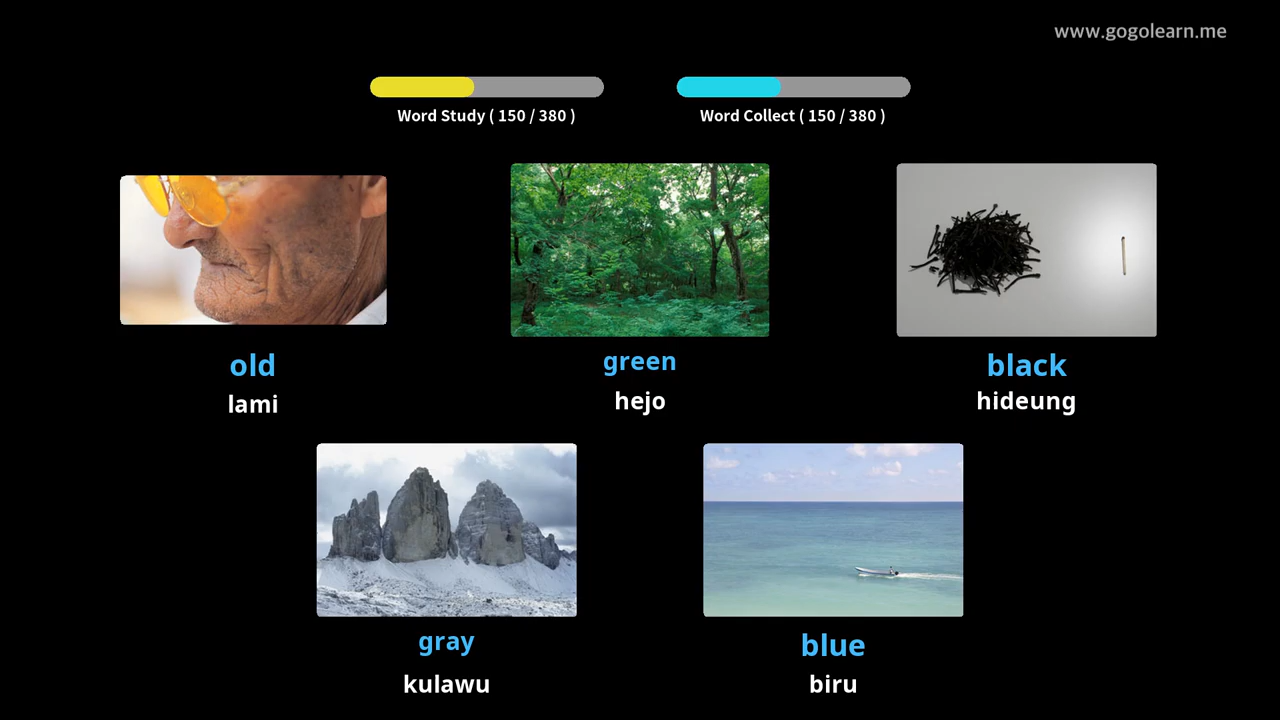 www.gogolearn.me
Word Study ( 150 / 380 )
Word Collect ( 150 / 380 )
old
lami
green
hejo
black
hideung
gray
kulawu
blue
biru